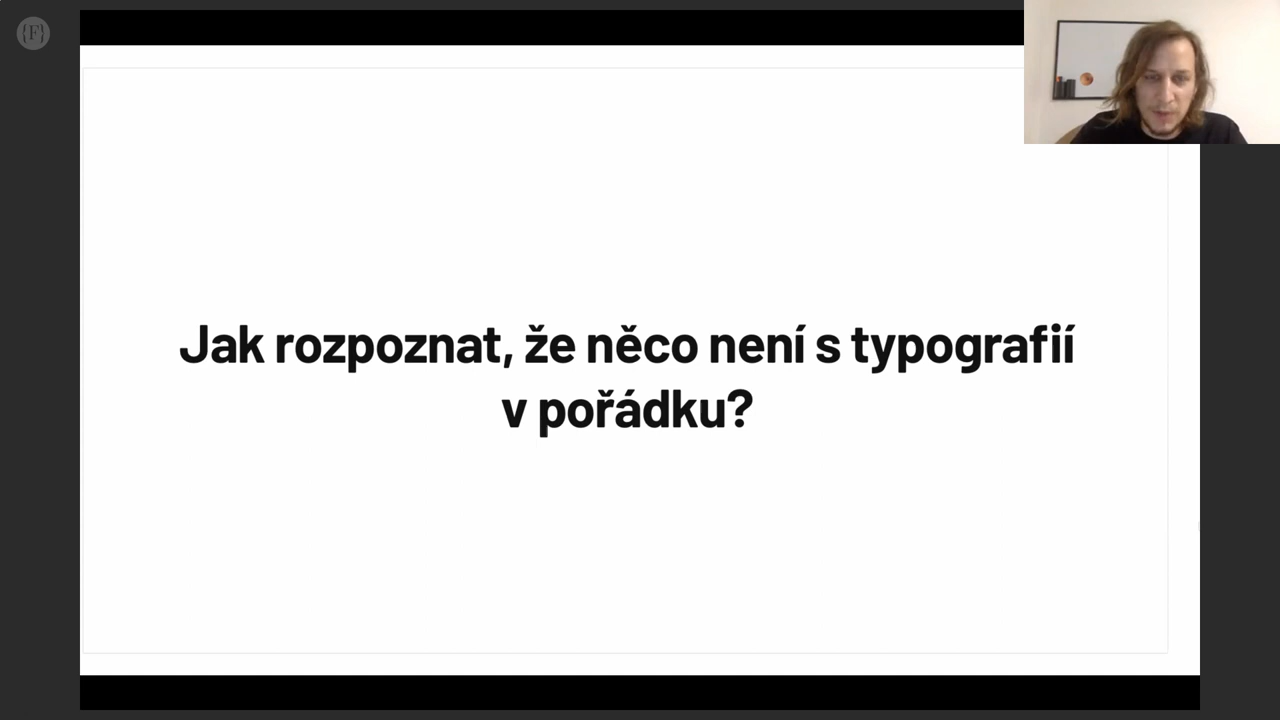 {F}
Jak rozpoznat, že něco není s typografií
v pořádku?